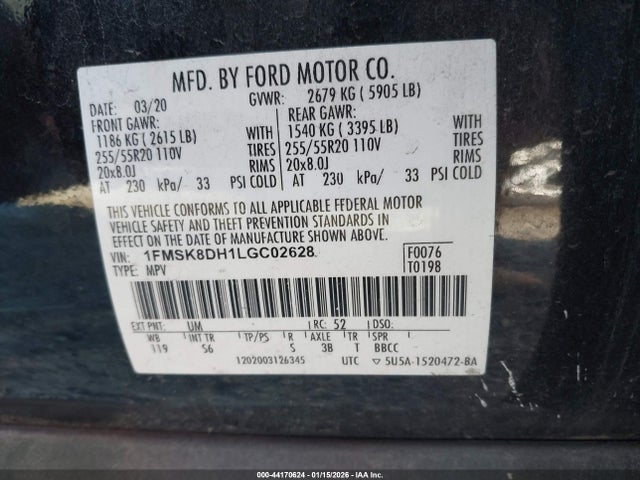 MFD. BY FORD MOTOR CO.
DATE: 03/20 GVWR: 2679 KG ( 5905 LB)
FRONT GAWR: REAR GAWR:
1186 KG ( 2615 LB) WITH 1540 KG ( 3395 LB) WITH
255/55R20 110V TIRES 255/55R20 110V TIRES
20x8.0J RIMS 20x8.0J RIMS
AT 230 kPa/ 33 PSI COLD AT 230 kPa/ 33 PSI COLD
THIS VEHICLE CONFORMS TO ALL APPLICABLE FFDERAL MOTOR
VEHICLE SAFETY AND THEFT PREVENTION STANDARDS IN
EFFECT ON THE DATE OF MANUFACTURE SHOWN ABOVE.
VIN: 1FMSK8DH1LGC02628 F0076
TYPE: MPV T0198
EXT PNT: UM RC: 52 DSO:
WB INT TR TP/PS R AXLE TR SPR
119 S6 S 3B T BBCC
1202003126345 UTC ▽ 5U5A-1520472-BA
000-44170624 | 01/15/2026 - IAA, Inc.